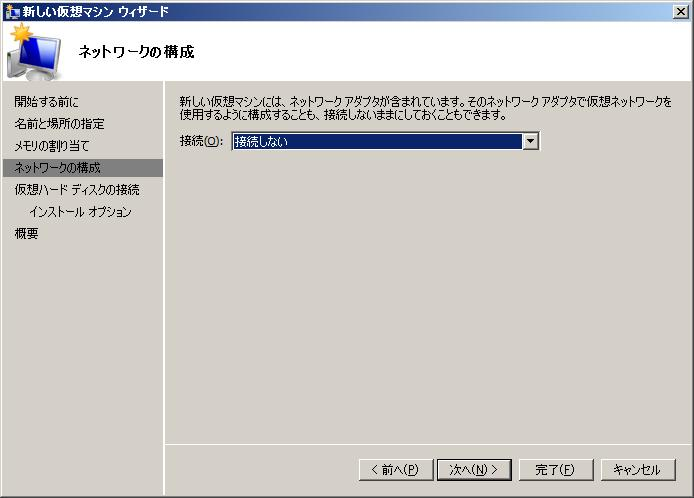 新しい仮想マシン ウィザード
ネットワークの構成
開始する前に
名前と場所の指定
メモリの割り当て
ネットワークの構成
仮想ハード ディスクの接続
インストール オプション
概要
新しい仮想マシンには、ネットワーク アダプタが含まれています。そのネットワーク アダプタで仮想ネットワークを
使用するように構成することも、接続しないままにしておくこともできます。
接続(O): 接続しない
< 前へ(P) 次へ(N) > 完了(F) キャンセル